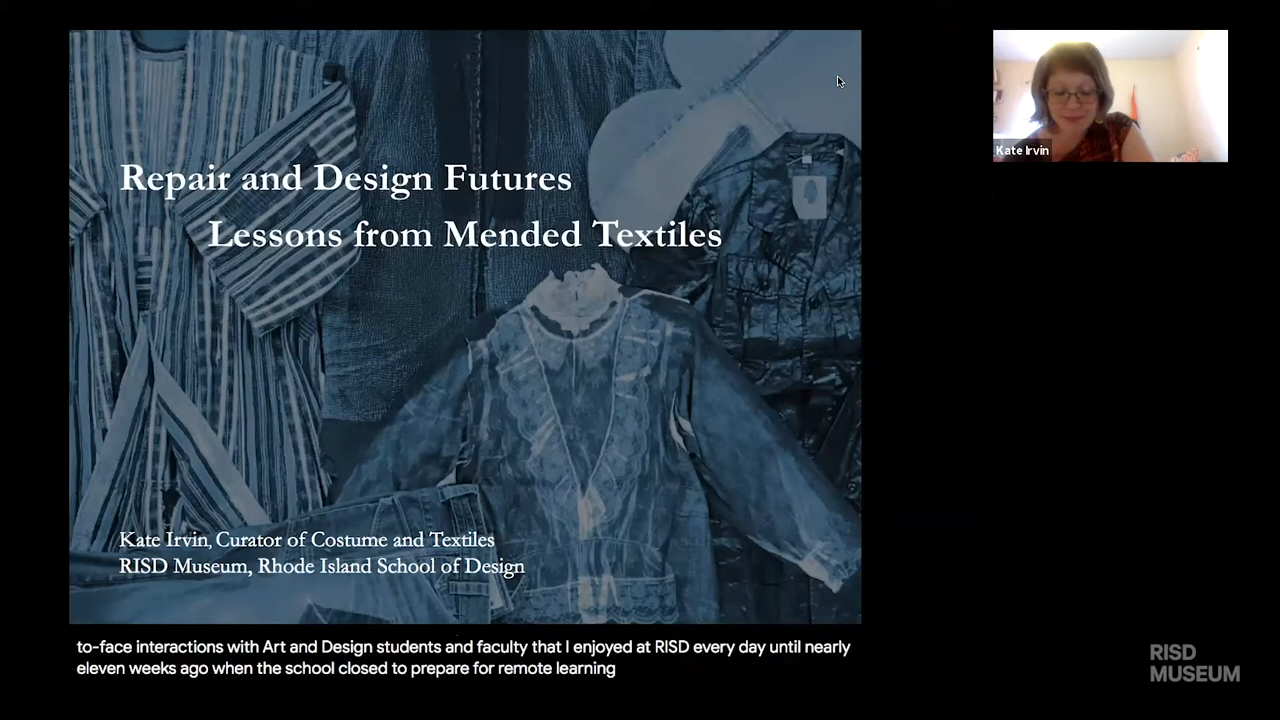 Repair and Design Futures
Lessons from Mended Textiles
Kate Irvin
Kate Irvin, Curator of Costume and Textiles
RISD Museum, Rhode Island School of Design
to-face interactions with Art and Design students and faculty that I enjoyed at RISD every day until nearly
eleven weeks ago when the school closed to prepare for remote learning
RISD
MUSEUM